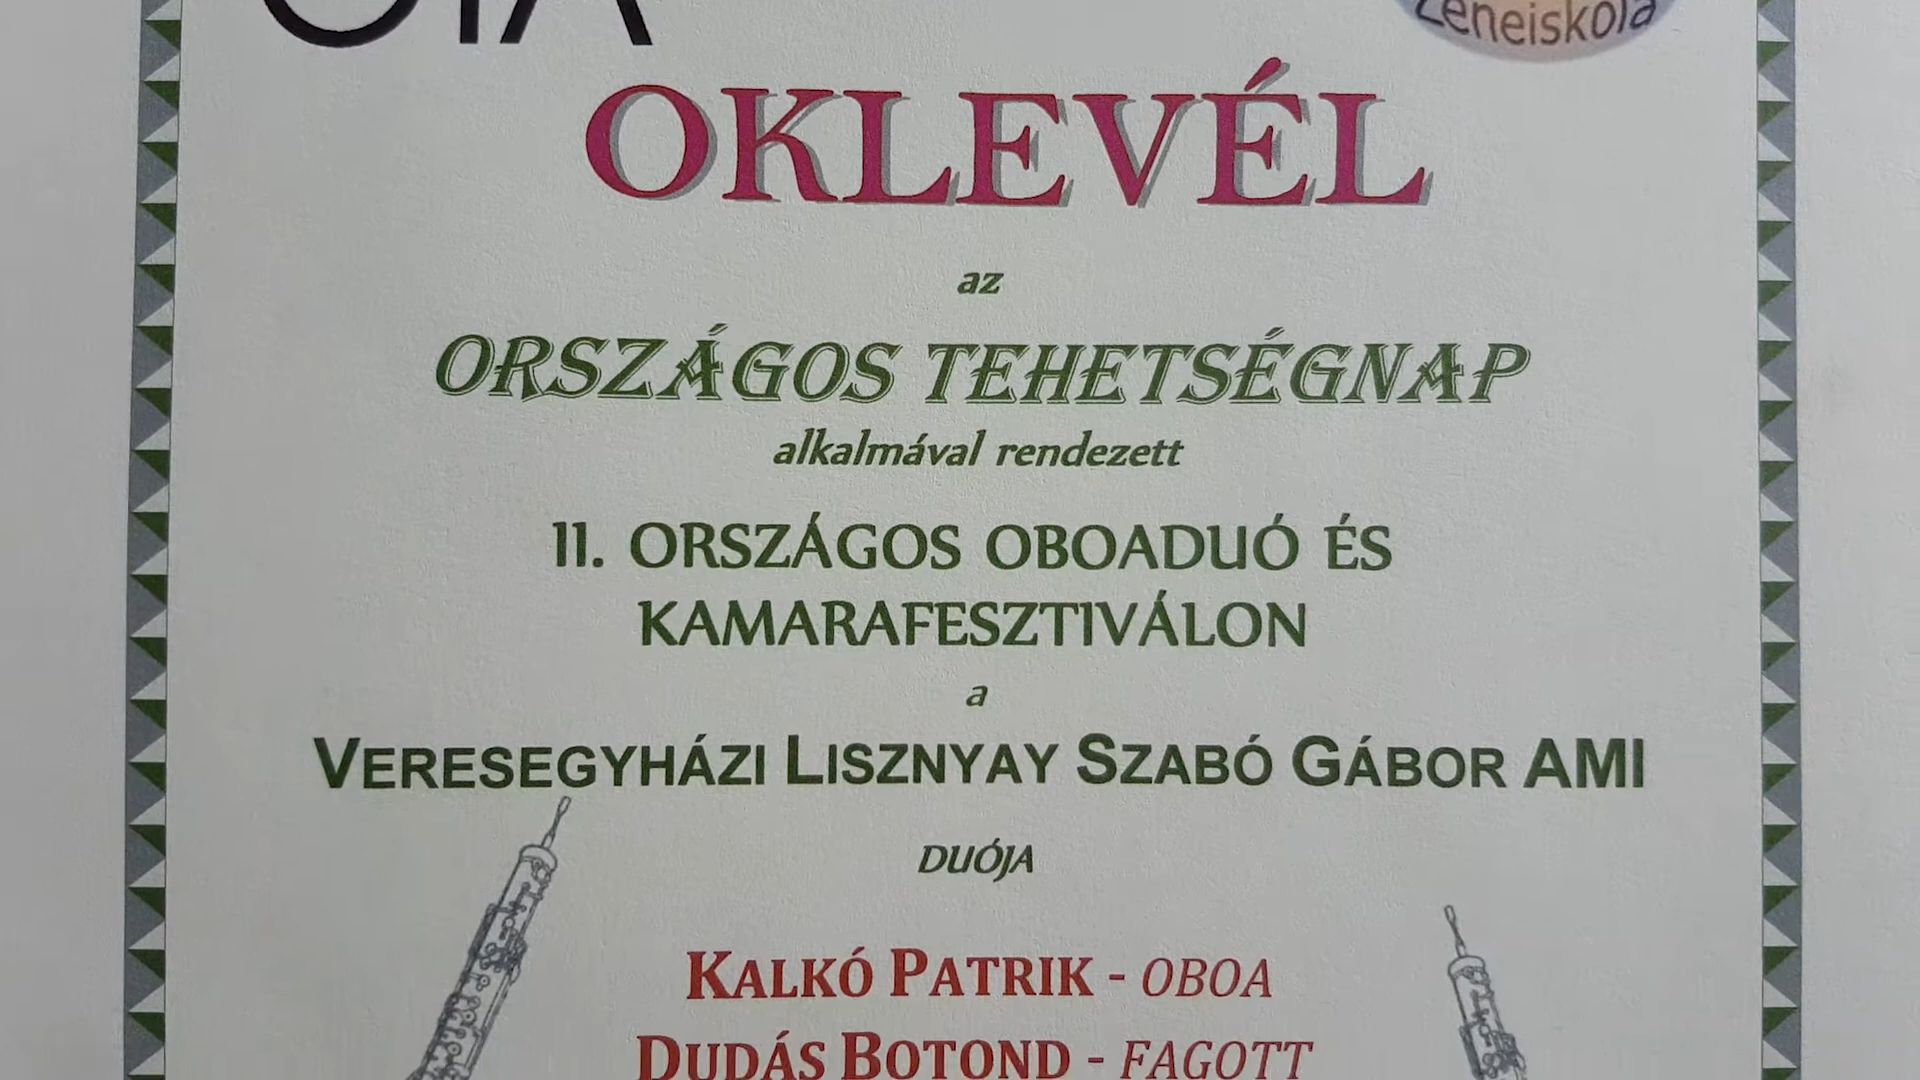 Zeneiskola
OKLEVÉL
az
ORSZÁGOS TEHETSÉGNAP
alkalmával rendezett
II. ORSZÁGOS OBOADUÓ ÉS
KAMARAFESZTIVÁLON
a
VERESEGYHÁZI LISZNYAY SZABÓ GÁBOR AMI
DUÓJA
KALKÓ PATRIK - OBOA
DUDÁS BOTOND - FAGOTT